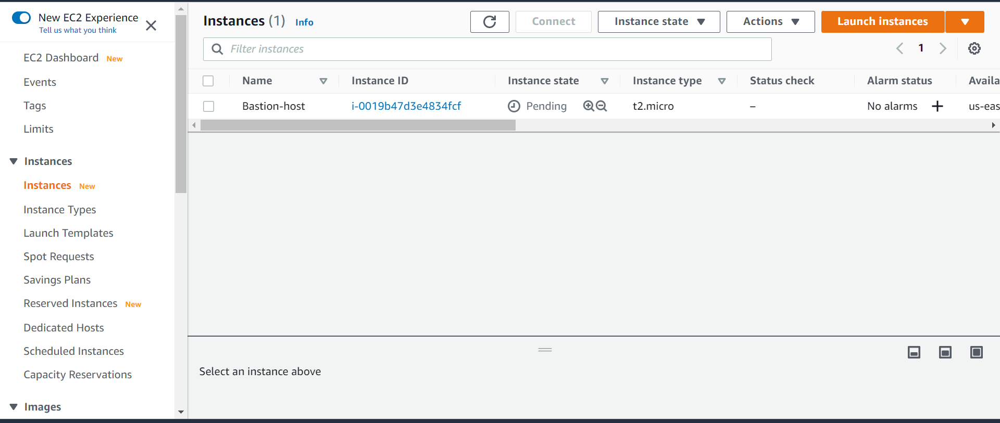 New EC2 Experience
Tell us what you think
EC2 Dashboard New
Events
Tags
Limits
Instances
Instances New
Instance Types
Launch Templates
Spot Requests
Savings Plans
Reserved Instances New
Dedicated Hosts
Scheduled Instances
Capacity Reservations
Images
Instances (1) Info
Connect
Instance state
Actions
Launch instances
Filter instances
1
Name Instance ID Instance state Instance type Status check Alarm status Availa
Bastion-host i-0019b47d3e4834fcf Pending t2.micro – No alarms + us-eas
Select an instance above